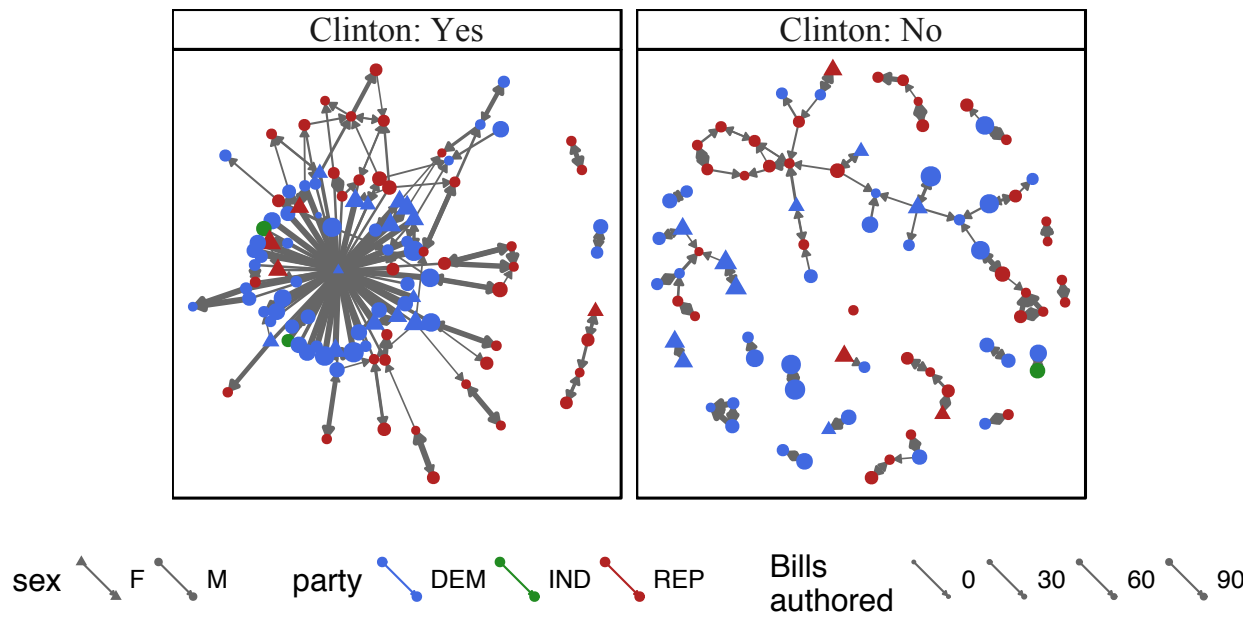 Clinton: Yes
Clinton: No
sex F M party DEM IND REP Bills authored 0 30 60 90